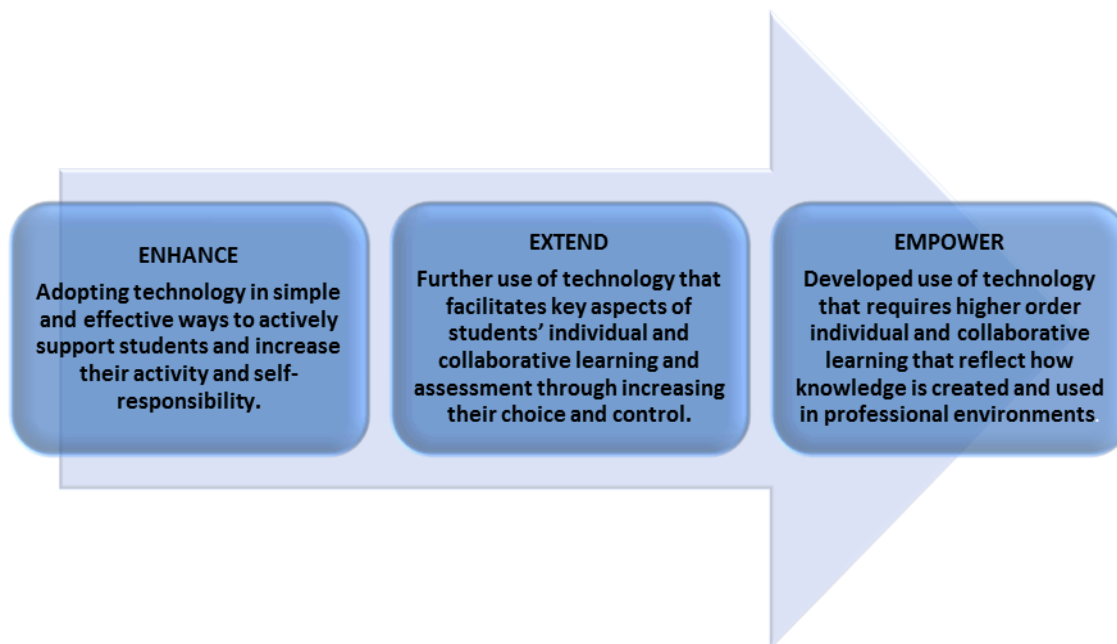 ENHANCE
Adopting technology in simple
and effective ways to actively
support students and increase
their activity and self-
responsibility.
EXTEND
Further use of technology that
facilitates key aspects of
students’ individual and
collaborative learning and
assessment through increasing
their choice and control.
EMPOWER
Developed use of technology
that requires higher order
individual and collaborative
learning that reflect how
knowledge is created and used
in professional environments.